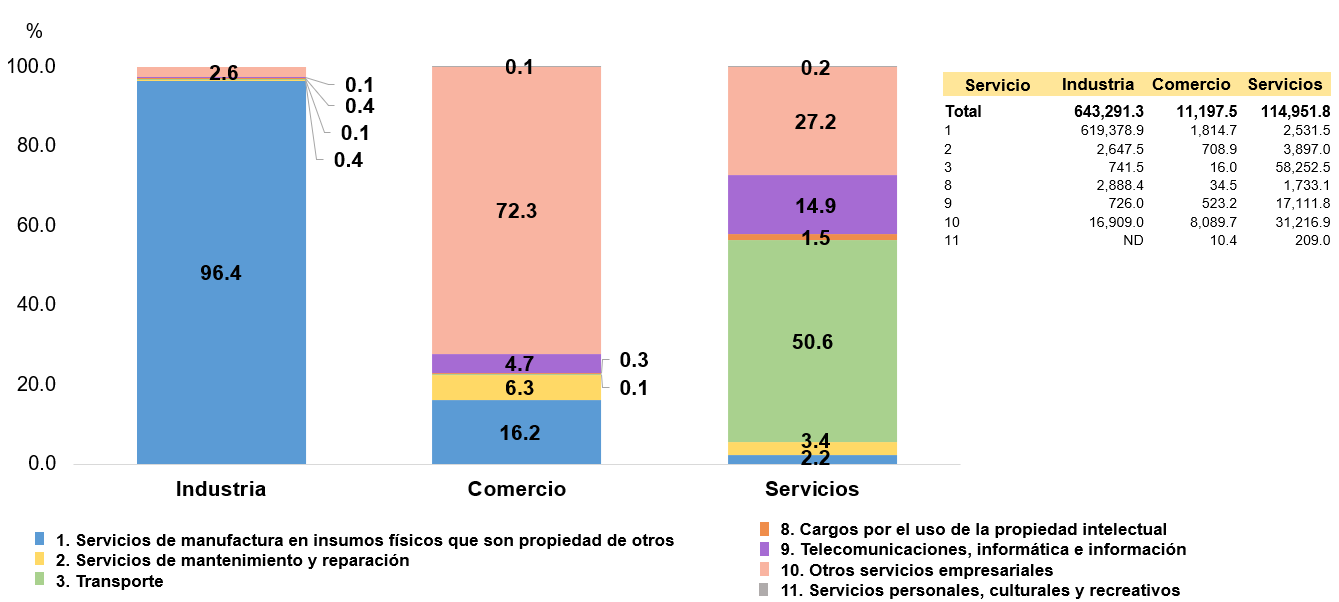 %
100.0
80.0
60.0
40.0
20.0
0.0
2.6
0.1
0.4
0.1
0.4
96.4
Industria
0.1
72.3
4.7
0.3
0.1
6.3
16.2
Comercio
0.2
27.2
14.9
1.5
50.6
3.4
2.2
Servicios
Servicio Industria Comercio Servicios
Total 643,291.3 11,197.5 114,951.8
1 619,378.9 1,814.7 2,531.5
2 2,647.5 708.9 3,897.0
3 741.5 16.0 58,252.5
8 2,888.4 34.5 1,733.1
9 726.0 523.2 17,111.8
10 16,909.0 8,089.7 31,216.9
11 ND 10.4 209.0
1. Servicios de manufactura en insumos físicos que son propiedad de otros
2. Servicios de mantenimiento y reparación
3. Transporte
8. Cargos por el uso de la propiedad intelectual
9. Telecomunicaciones, informática e información
10. Otros servicios empresariales
11. Servicios personales, culturales y recreativos